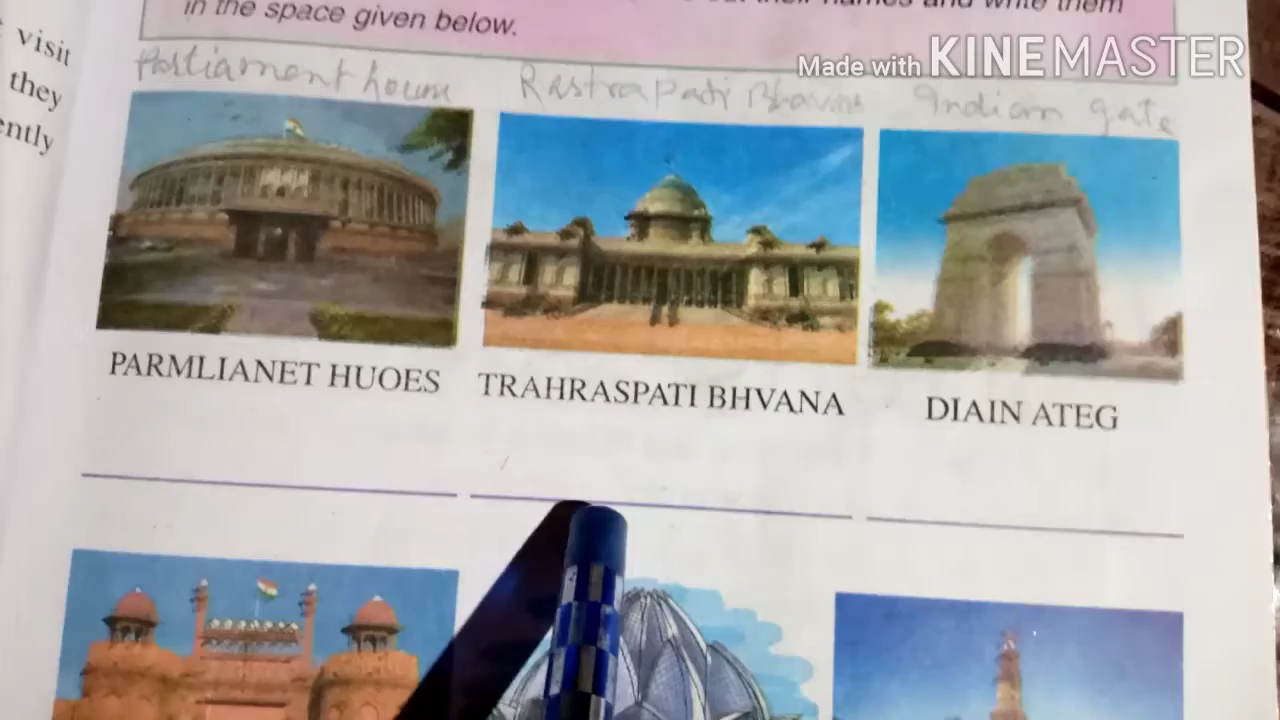 in the space given below.
visit
they
ently
Made with KINEMASTER
Parliament house
Rastrapati Bhavan
Indian gate
PARMLIANET HUOES
TRAHRASPATI BHVANA
DIAIN ATEG